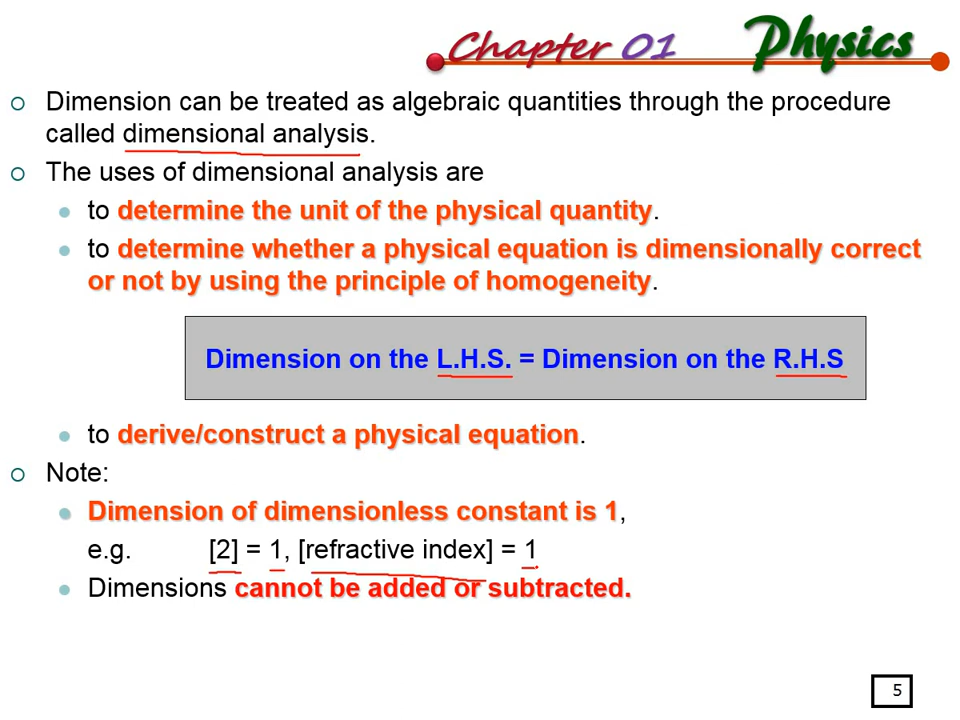 Chapter 01 Physics
Dimension can be treated as algebraic quantities through the procedure
called dimensional analysis.
The uses of dimensional analysis are
to determine the unit of the physical quantity.
to determine whether a physical equation is dimensionally correct
or not by using the principle of homogeneity.
Dimension on the L.H.S. = Dimension on the R.H.S
to derive/construct a physical equation.
Note:
Dimension of dimensionless constant is 1,
e.g. [2] = 1, [refractive index] = 1
Dimensions cannot be added or subtracted.
5